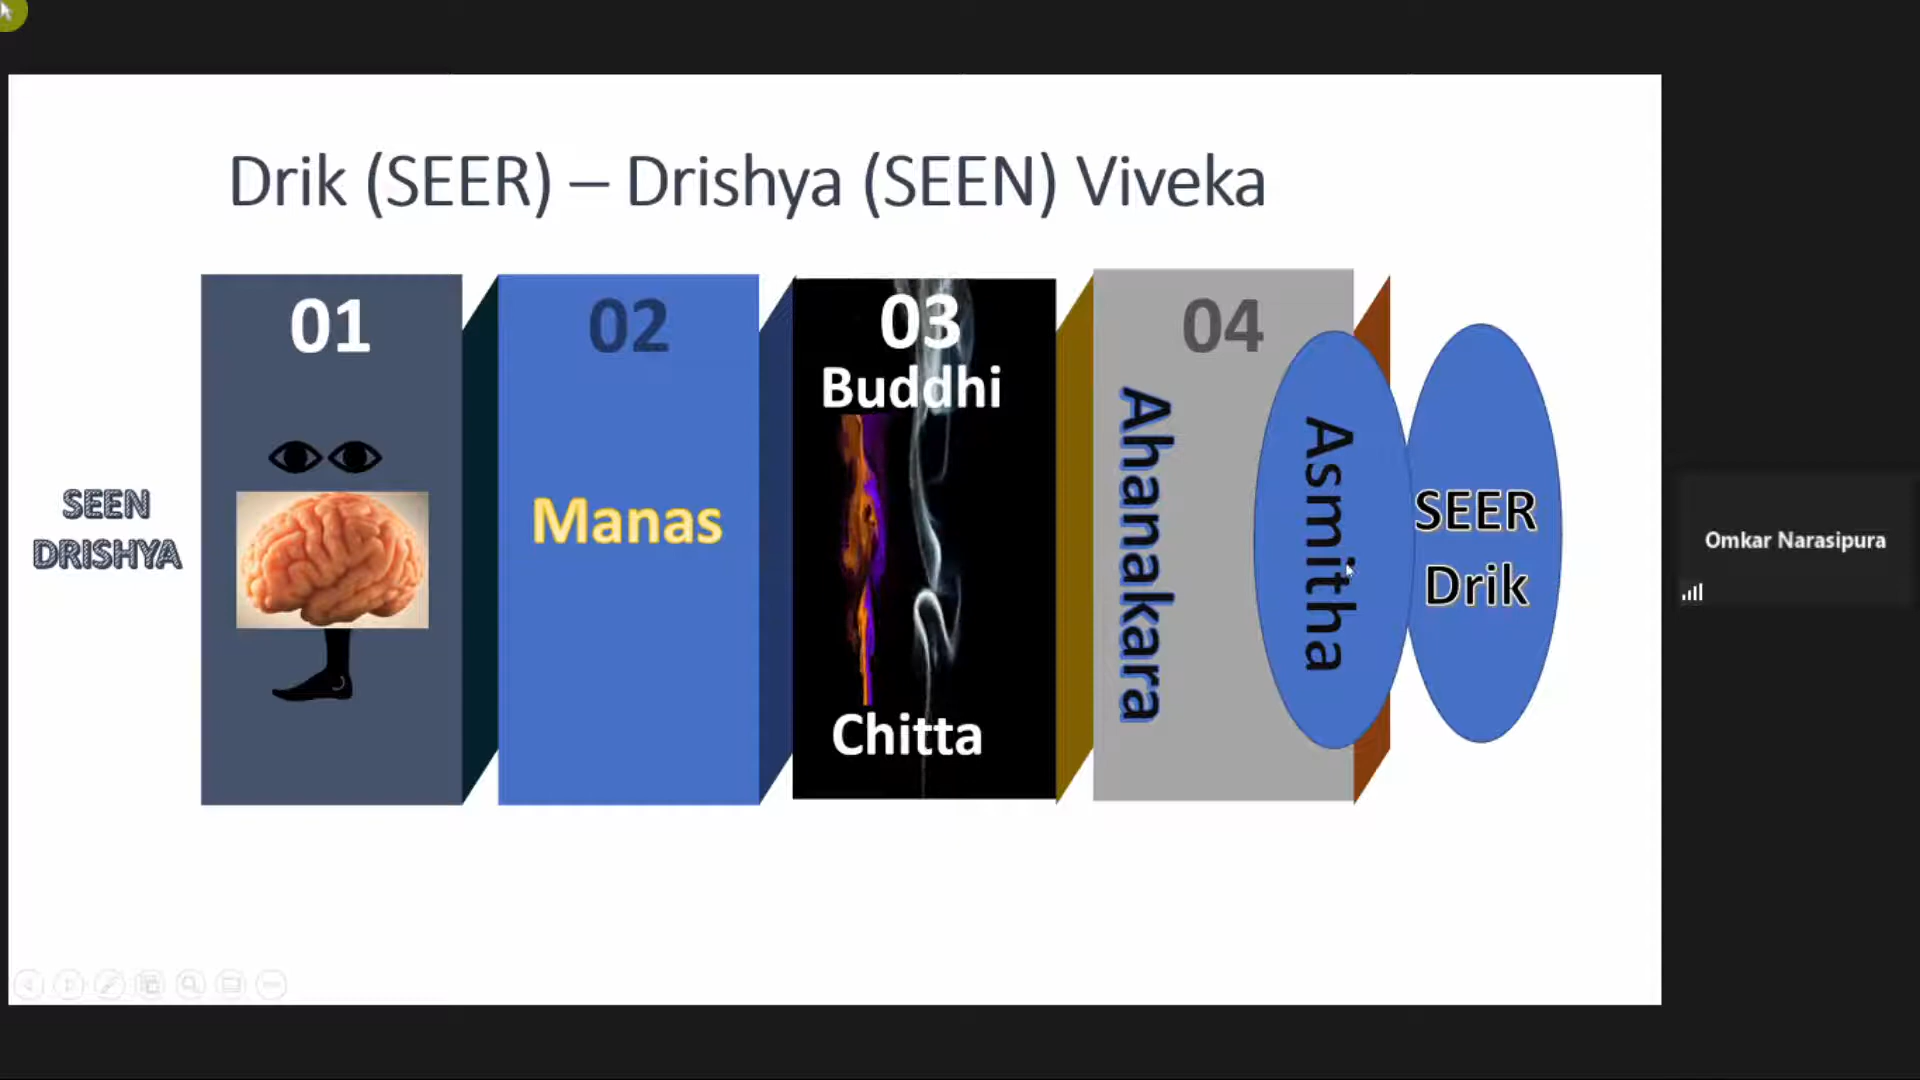 Drik (SEER) – Drishya (SEEN) Viveka
01
02
03
04
Buddhi
Manas
Chitta
Ahanakara
Asmitha
SEER
Drik
SEEN
DRISHYA
Omkar Narasipura